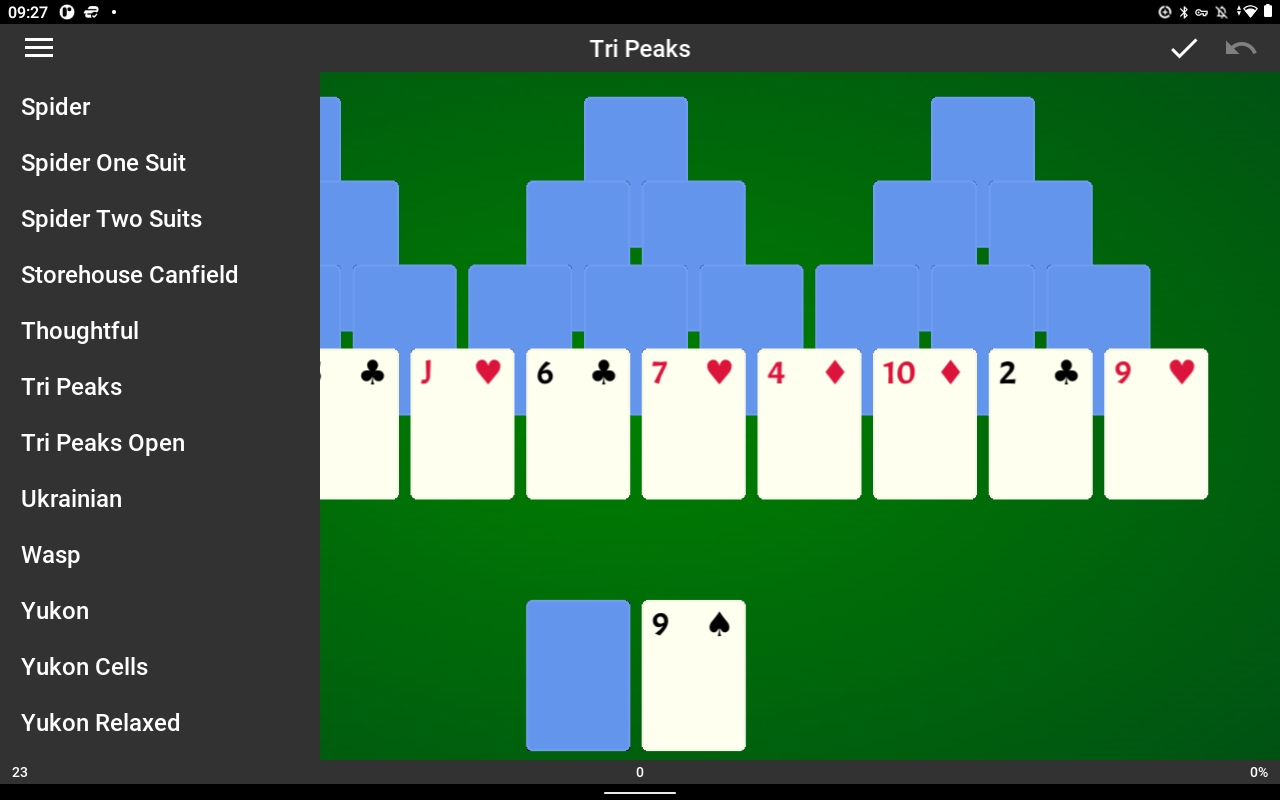 09:27
Tri Peaks
Spider
Spider One Suit
Spider Two Suits
Storehouse Canfield
Thoughtful
Tri Peaks
Tri Peaks Open
Ukrainian
Wasp
Yukon
Yukon Cells
Yukon Relaxed
J 6 7 4 10 2 9
9
23 0 0%